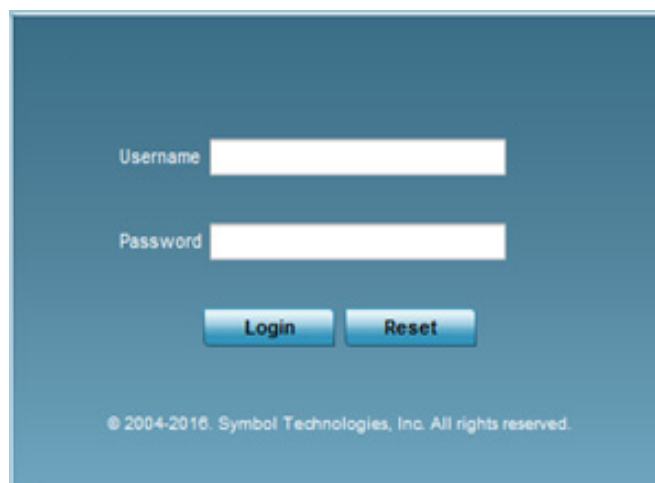 Username
Password
Login Reset
© 2004-2016. Symbol Technologies, Inc. All rights reserved.